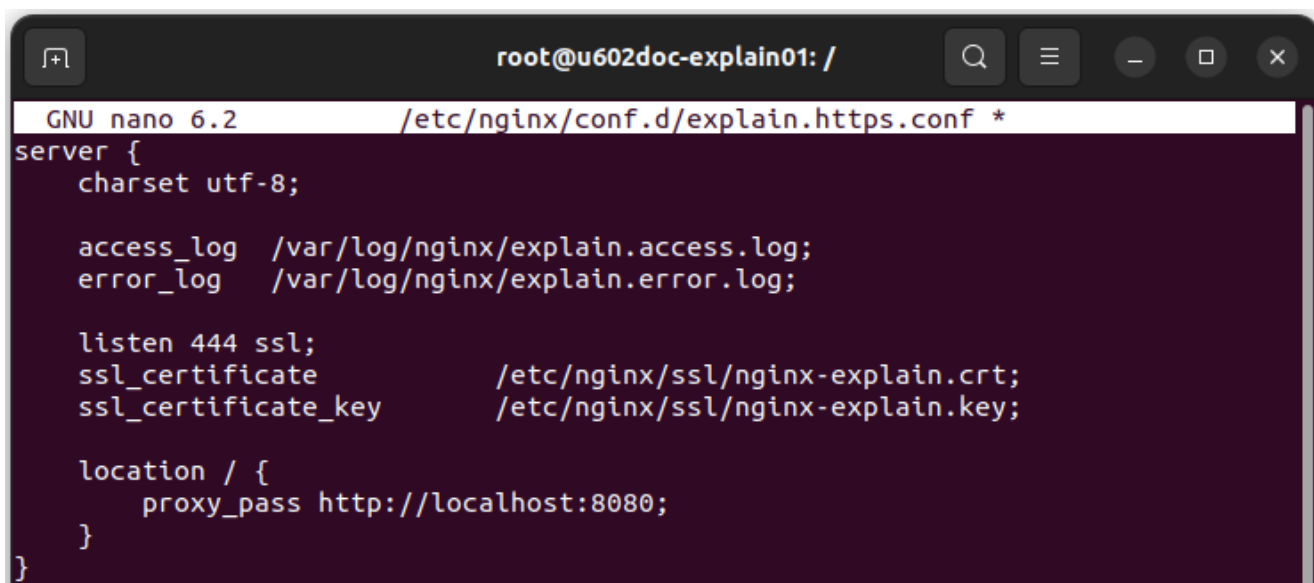 root@u602doc-explain01: /
GNU nano 6.2 /etc/nginx/conf.d/explain.https.conf *
server {
    charset utf-8;

    access_log  /var/log/nginx/explain.access.log;
    error_log   /var/log/nginx/explain.error.log;

    listen 444 ssl;
    ssl_certificate           /etc/nginx/ssl/nginx-explain.crt;
    ssl_certificate_key       /etc/nginx/ssl/nginx-explain.key;

    location / {
        proxy_pass http://localhost:8080;
    }
}